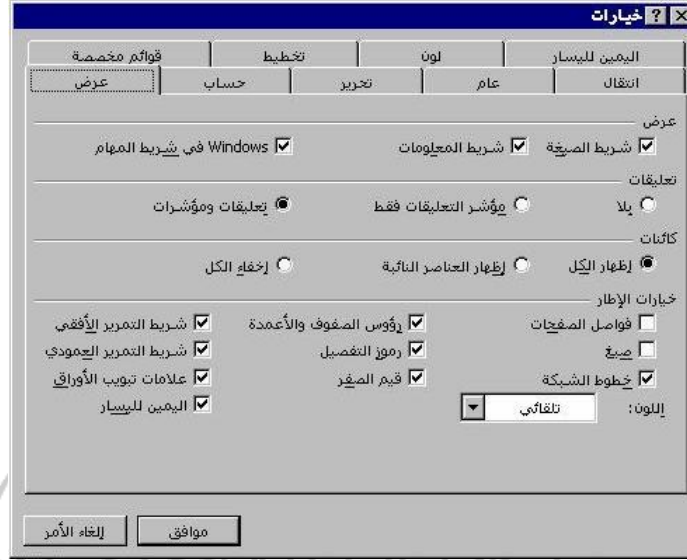 خيارات
اليمين لليسار لون تخطيط قوائم مخصصة
انتقال عام تحرير حساب عرض
عرض
شريط الصيغة شريط المعلومات Windows في شريط المهام
تعليقات
بلا مؤشر التعليقات فقط تعليقات ومؤشرات
كائنات
إظهار الكل إظهار العناصر النائبة إخفاء الكل
خيارات الإطار
فواصل الصفحات رؤوس الصفوف والأعمدة شريط التمرير الأفقي
صيغ رموز التفصيل شريط التمرير العمودي
خطوط الشبكة قيم الصفر علامات تبويب الأوراق
اللون: تلقائي اليمين لليسار
موافق إلغاء الأمر